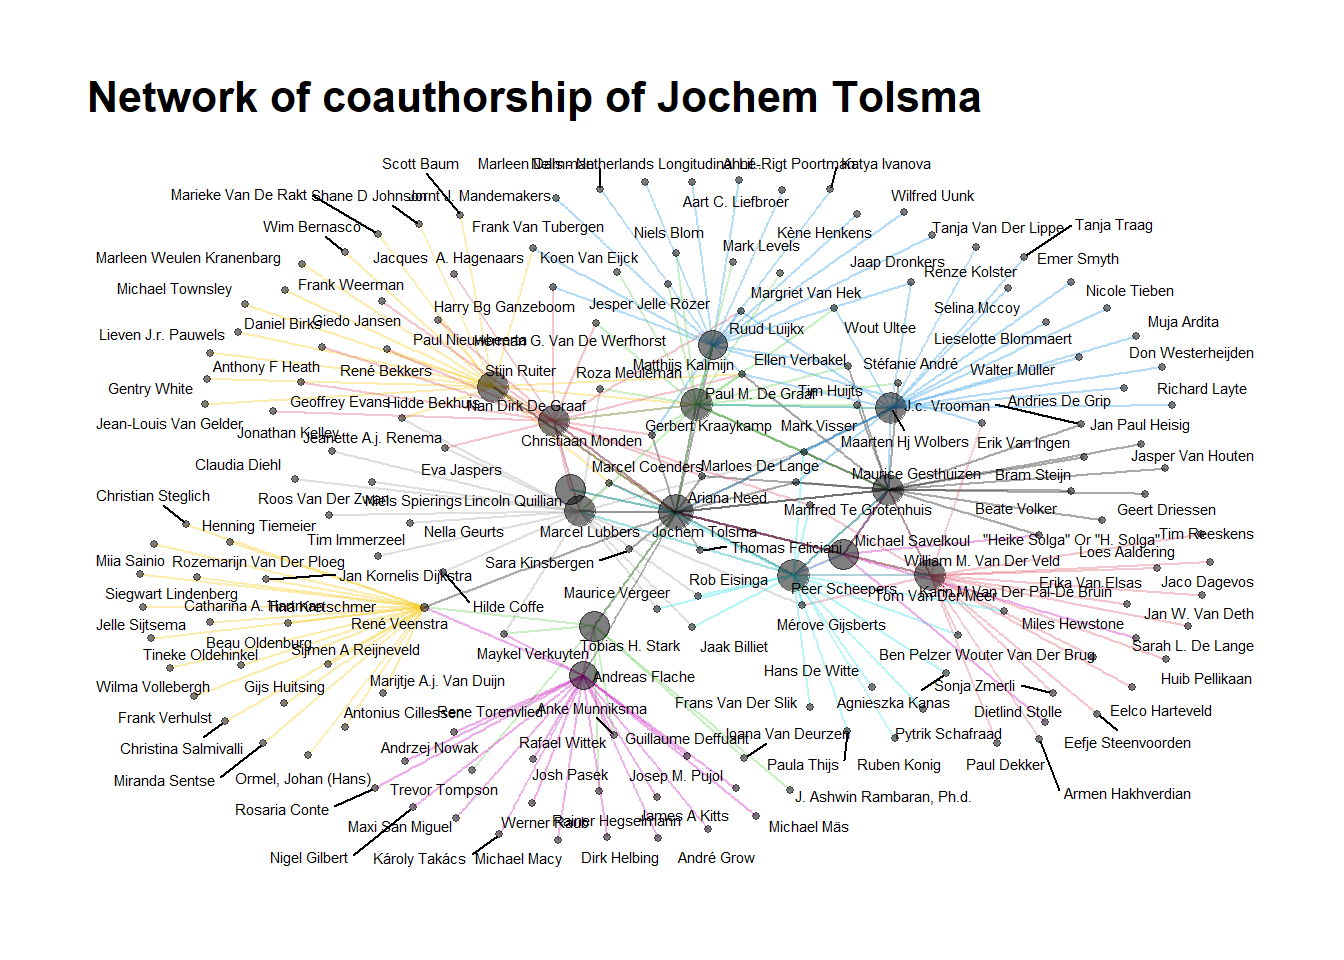 Network of coauthorship of Jochem Tolsma
Scott Baum
Katya Ivanova
Marieke Van De Rakt
Shane D Johnson
Jornt J. Mandemakers
Aart C. Liefbroer
Wilfred Uunk
Wim Bernasco
Frank Van Tubergen
Niels Blom
Kène Henkens
Tanja Van Der Lippe
Tanja Traag
Mark Levels
Marleen Weulen Kranenbarg
Jacques A. Hagenaars
Koen Van Eijck
Jaap Dronkers
Renze Kolster
Emer Smyth
Michael Townsley
Frank Weerman
Harry Bg Ganzeboom
Jesper Jelle Rözer
Margriet Van Hek
Selina Mccoy
Nicole Tieben
Lieven J.r. Pauwels
Daniel Birks
Giedo Jansen
Paul Nieuwbeerta
Herman G. Van De Werfhorst
Ruud Luijkx
Wout Ultee
Lieselotte Blommaert
Muja Ardita
Anthony F Heath
René Bekkers
Stijn Ruiter
Roza Meuleman
Matthijs Kalmijn
Ellen Verbakel
Stéfanie André
Walter Müller
Don Westerheijden
Gentry White
Geoffrey Evans
Hidde Bekhuis
Nan Dirk De Graaf
Paul M. De Graaf
Tim Huijts
J.c. Vrooman
Andries De Grip
Richard Layte
Jean-Louis Van Gelder
Jonathan Kelley
Jeanette A.j. Renema
Christiaan Monden
Gerbert Kraaykamp
Mark Visser
Maarten Hj Wolbers
Erik Van Ingen
Jan Paul Heisig
Claudia Diehl
Eva Jaspers
Marcel Coenders
Marloes De Lange
Maurice Gesthuizen
Bram Steijn
Jasper Van Houten
Christian Steglich
Roos Van Der Zwan
Niels Spierings
Lincoln Quillian
Ariana Need
Manfred Te Grotenhuis
Beate Volker
Geert Driessen
Henning Tiemeier
Tim Immerzeel
Nella Geurts
Marcel Lubbers
Jochem Tolsma
Michael Savelkoul
"Heike Solga" Or "H. Solga"
Tim Reeskens
Miia Sainio
Rozemarijn Van Der Ploeg
Sara Kinsbergen
Thomas Feliciani
William M. Van Der Veld
Loes Aaldering
Siegwart Lindenberg
Jan Kornelis Dijkstra
Maurice Vergeer
Rob Eisinga
Peer Scheepers
Tom Van Der Meer
Karin M Van Der Pal-De Bruin
Erika Van Elsas
Jaco Dagevos
Tina Kretschmer
Hilde Coffe
Jelle Sijtsema
Beau Oldenburg
René Veenstra
Tobias H. Stark
Jaak Billiet
Mérove Gijsberts
Miles Hewstone
Jan W. Van Deth
Tineke Oldehinkel
Sijmen A Reijneveld
Maykel Verkuyten
Andreas Flache
Hans De Witte
Ben Pelzer
Wouter Van Der Brug
Sarah L. De Lange
Wilma Vollebergh
Gijs Huitsing
Marijtje A.j. Van Duijn
Frans Van Der Slik
Agnieszka Kanas
Sonja Zmerli
Huib Pellikaan
Frank Verhulst
Antonius Cillessen
Rene Torenvlied
Anke Munniksma
Dietlind Stolle
Eelco Harteveld
Christina Salmivalli
Andrzej Nowak
Rafael Wittek
Guillaume Deffuant
Ioana Van Deurzen
Pytrik Schafraad
Eefje Steenvoorden
Miranda Sentse
Ormel, Johan (Hans)
Josh Pasek
Josep M. Pujol
Paula Thijs
Ruben Konig
Paul Dekker
Armen Hakhverdian
Rosaria Conte
Trevor Tompson
J. Ashwin Rambaran, Ph.d.
Maxi San Miguel
Werner Raub
Rainer Hegselmann
James A Kitts
Michael Mäs
Nigel Gilbert
Károly Takács
Michael Macy
Dirk Helbing
André Grow